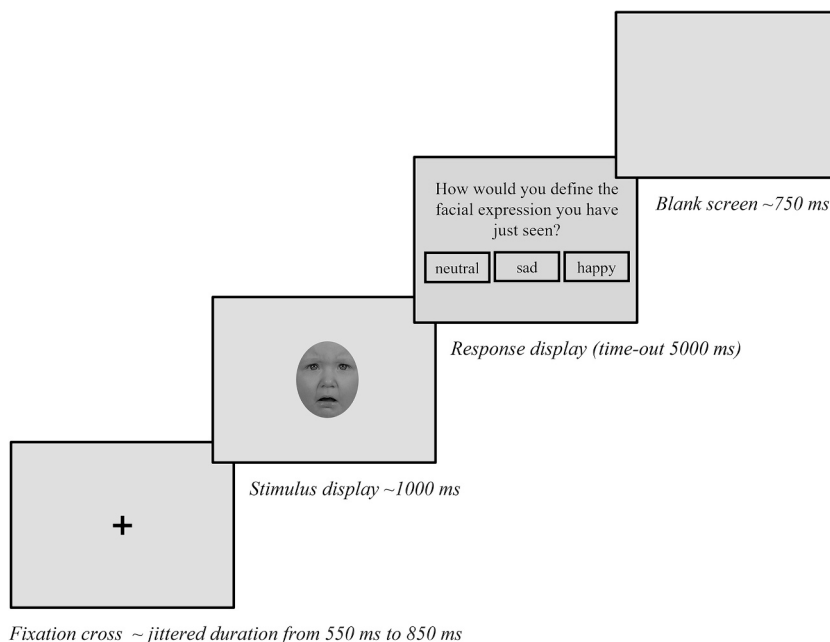 How would you define the
facial expression you have
just seen?
neutral sad happy
Blank screen ~750 ms
Response display (time-out 5000 ms)
Stimulus display ~1000 ms
Fixation cross ~ jittered duration from 550 ms to 850 ms